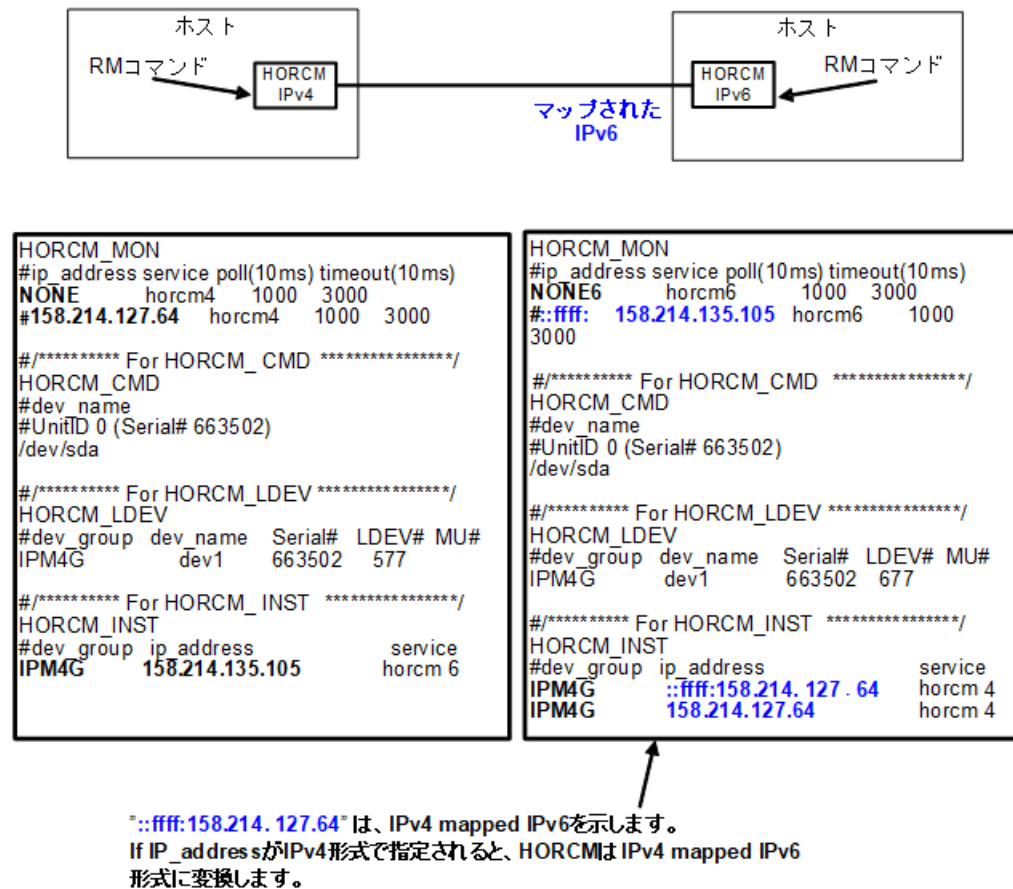 ホスト
RMコマンド
HORCM
IPv4
マップされた
IPv6
ホスト
HORCM
IPv6
RMコマンド
HORCM_MON
#ip_address service poll(10ms) timeout(10ms)
NONE horcm4 1000 3000
#158.214.127.64 horcm4 1000 3000
#/********** For HORCM_ CMD ****************/
HORCM_CMD
#dev_name
#UnitID 0 (Serial# 663502)
/dev/sda
#/********** For HORCM_LDEV ****************/
HORCM_LDEV
#dev_group dev_name Serial# LDEV# MU#
IPM4G dev1 663502 577
#/********** For HORCM_ INST ****************/
HORCM_INST
#dev_group ip_address service
IPM4G 158.214.135.105 horcm 6
HORCM_MON
#ip_address service poll(10ms) timeout(10ms)
NONE6 horcm6 1000 3000
#::ffff: 158.214.135.105 horcm6 1000
3000
#/********** For HORCM_CMD ****************/
HORCM_CMD
#dev_name
#UnitID 0 (Serial# 663502)
/dev/sda
#/********** For HORCM_LDEV ****************/
HORCM_LDEV
#dev_group dev_name Serial# LDEV# MU#
IPM4G dev1 663502 677
#/********** For HORCM_INST ****************/
HORCM_INST
#dev_group ip_address service
IPM4G ::ffff:158.214. 127 . 64 horcm 4
IPM4G 158.214.127.64 horcm 4
"::ffff:158.214. 127.64" は、IPv4 mapped IPv6を示します。
If IP_addressがIPv4形式で指定されると、HORCMは IPv4 mapped IPv6
形式に変換します。